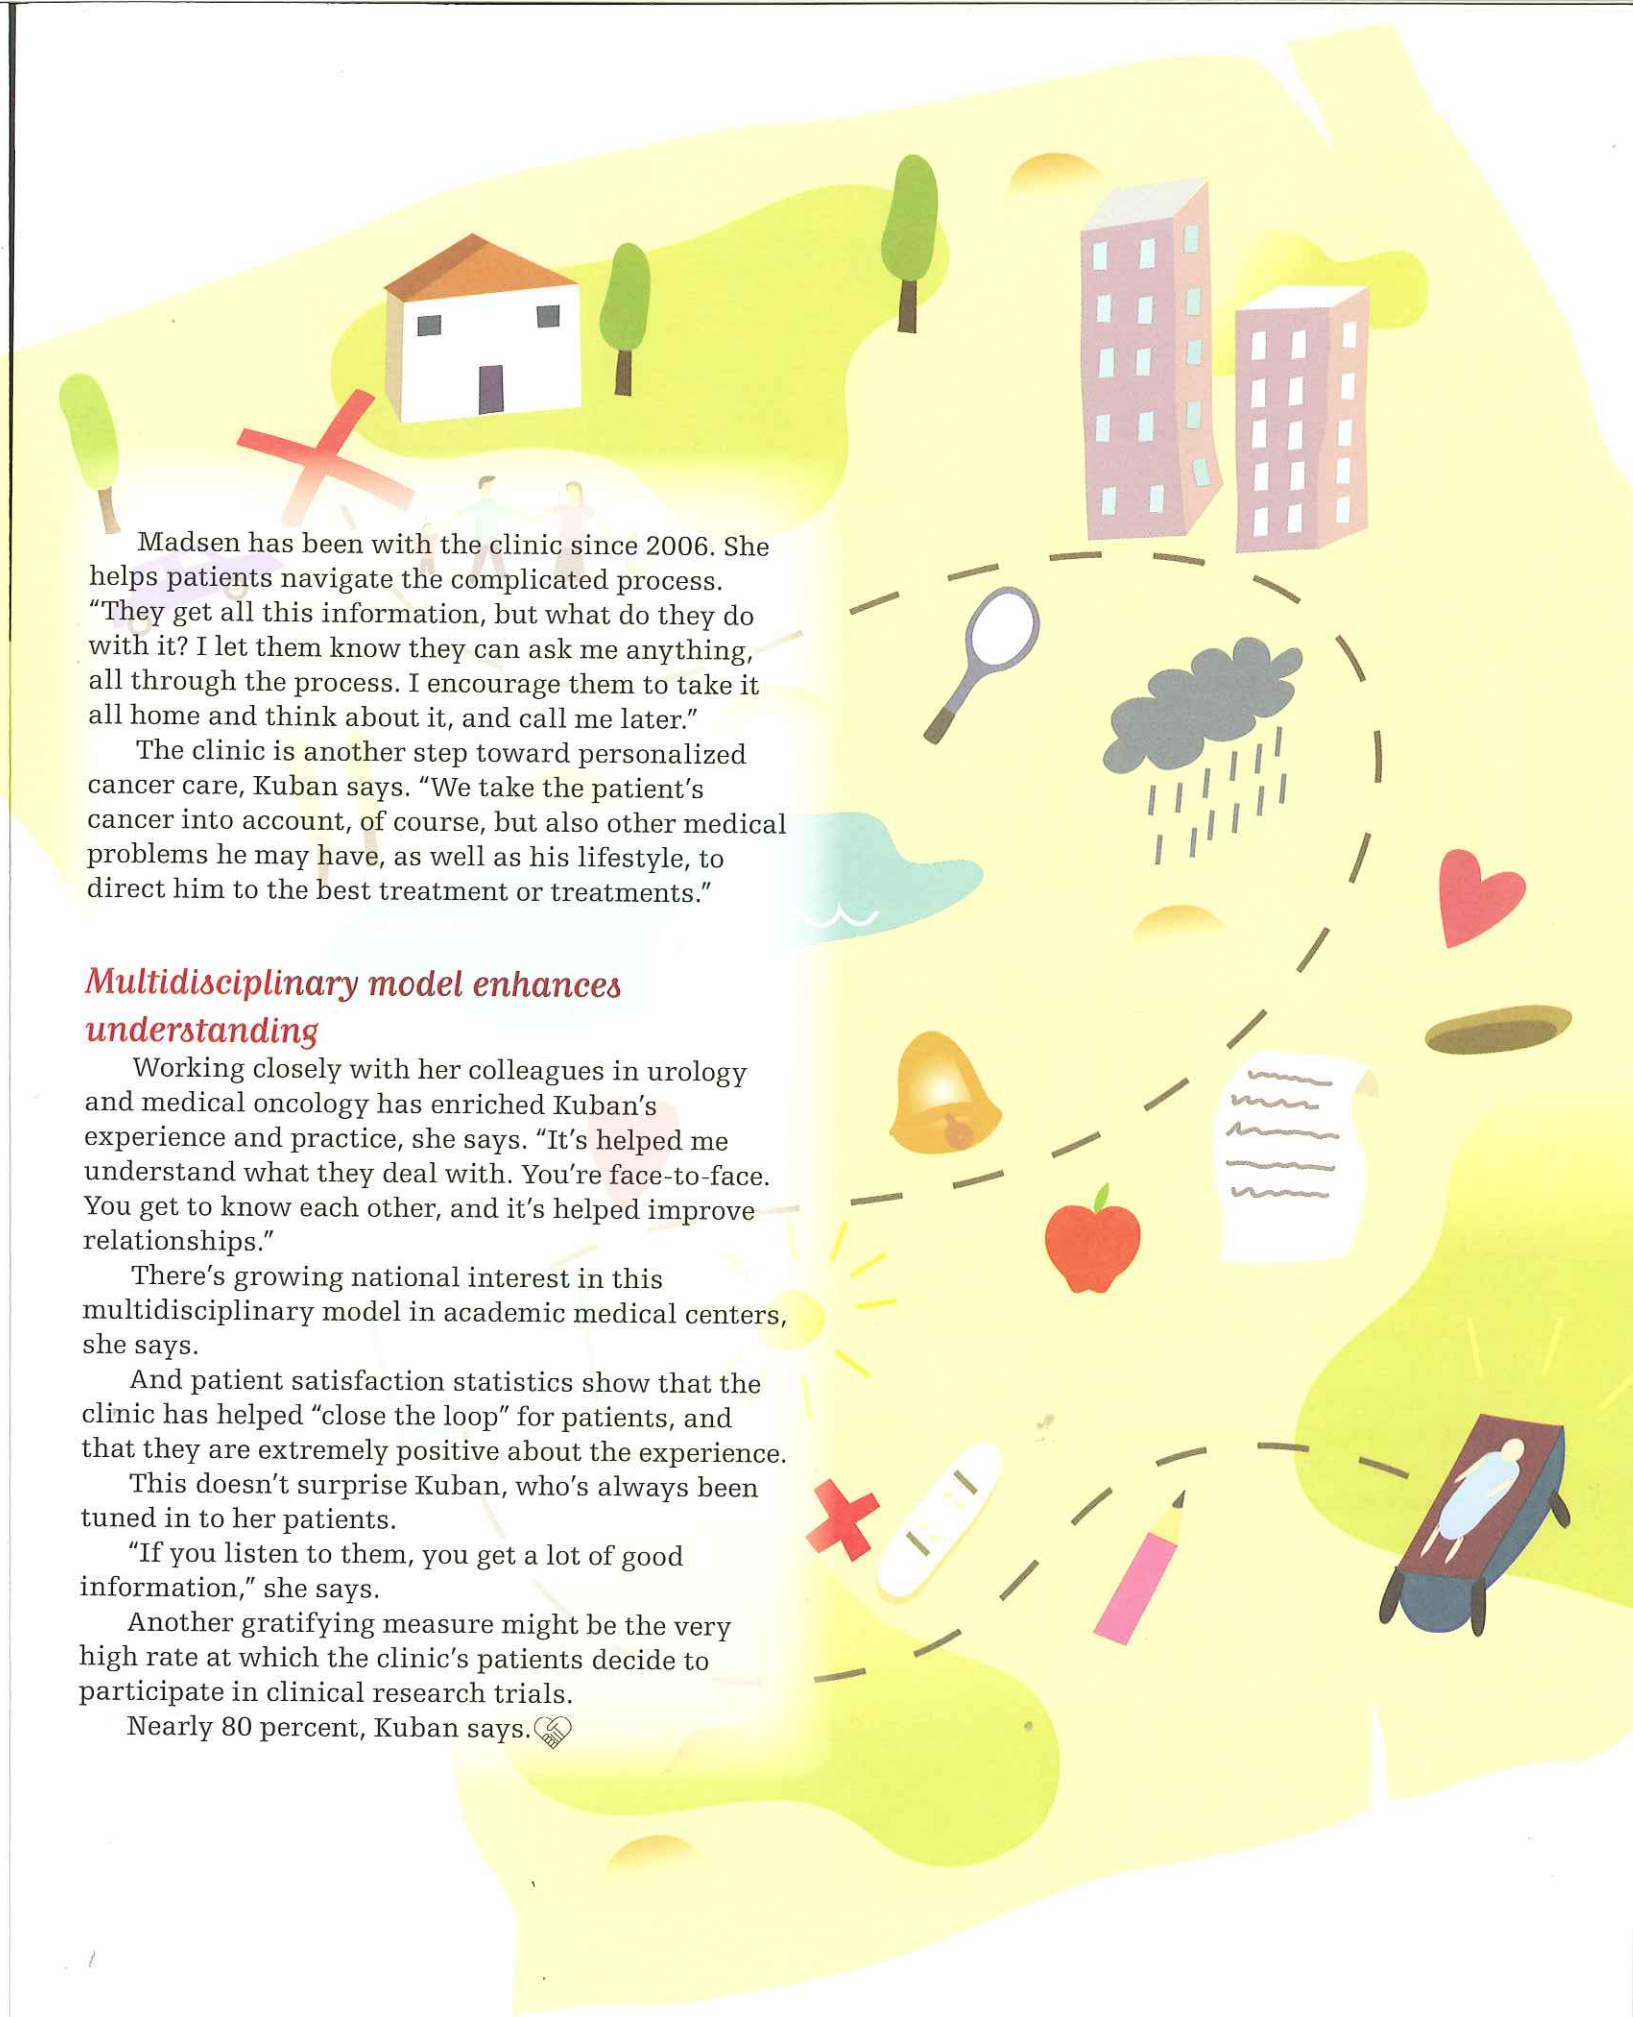 Madsen has been with the clinic since 2006. She
helps patients navigate the complicated process.
“They get all this information, but what do they do
with it? I let them know they can ask me anything,
all through the process. I encourage them to take it
all home and think about it, and call me later.”
The clinic is another step toward personalized
cancer care, Kuban says. “We take the patient’s
cancer into account, of course, but also other medical
problems he may have, as well as his lifestyle, to
direct him to the best treatment or treatments.”
Multidisciplinary model enhances
understanding
Working closely with her colleagues in urology
and medical oncology has enriched Kuban’s
experience and practice, she says. “It’s helped me
understand what they deal with. You’re face-to-face.
You get to know each other, and it’s helped improve
relationships.”
There’s growing national interest in this
multidisciplinary model in academic medical centers,
she says.
And patient satisfaction statistics show that the
clinic has helped “close the loop” for patients, and
that they are extremely positive about the experience.
This doesn’t surprise Kuban, who’s always been
tuned in to her patients.
“If you listen to them, you get a lot of good
information,” she says.
Another gratifying measure might be the very
high rate at which the clinic’s patients decide to
participate in clinical research trials.
Nearly 80 percent, Kuban says.